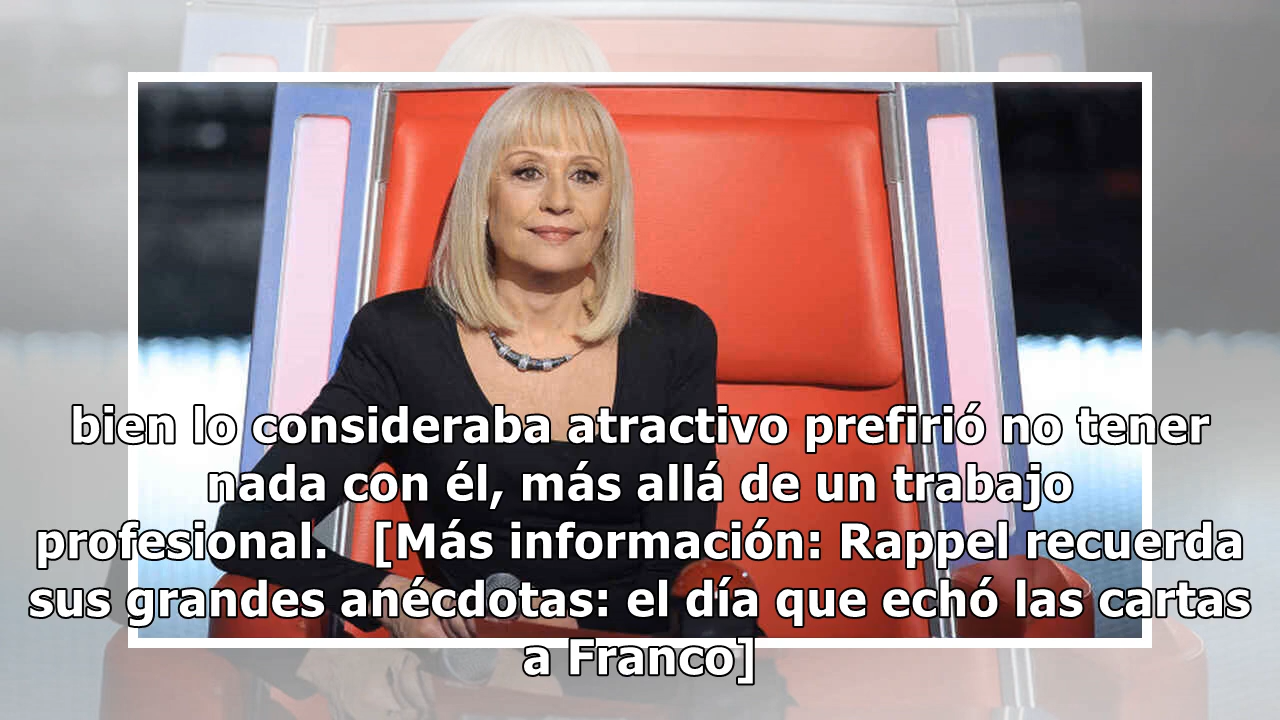 bien lo consideraba atractivo prefirió no tener
nada con él, más allá de un trabajo
profesional. [Más información: Rappel recuerda
sus grandes anécdotas: el día que echó las cartas
a Franco]